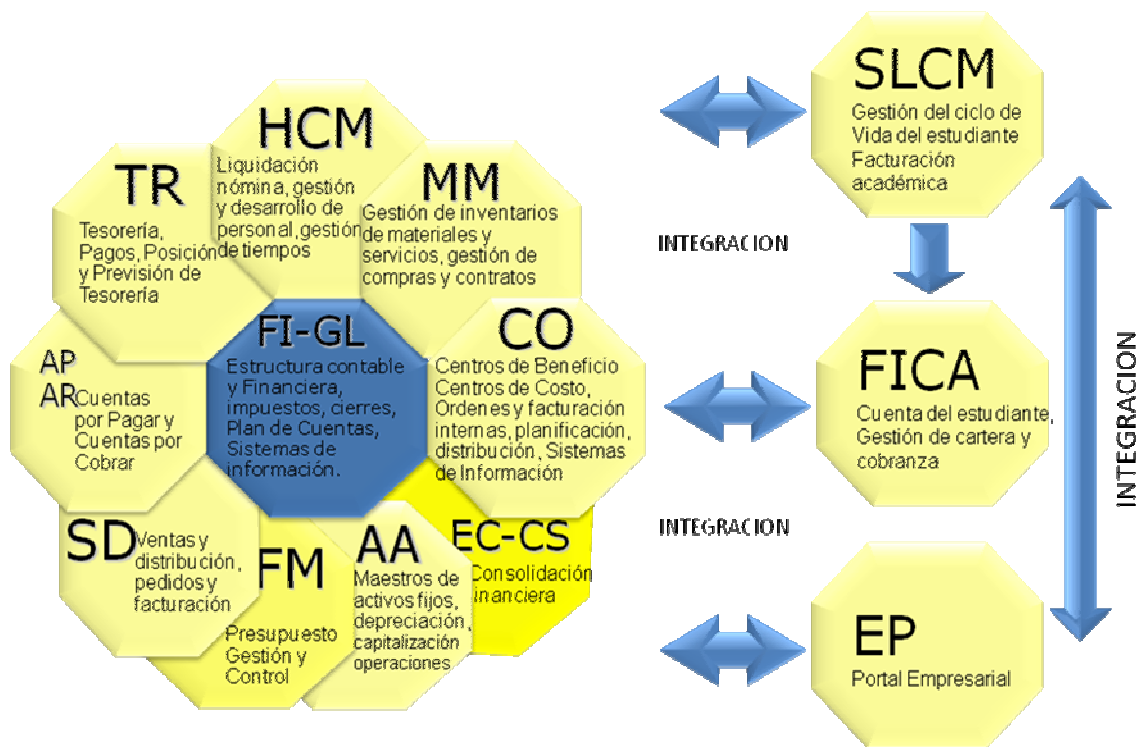 HCM
Liquidación
nómina, gestión
y desarrollo de
personal, gestión
de tiempos
TR
Tesorería,
Pagos, Posición
y Previsión de
Tesorería
MM
Gestión de inventarios
de materiales y
servicios, gestión de
compras y contratos
FI-GL
Estructura contable
y Financiera,
impuestos, cierres,
Plan de Cuentas,
Sistemas de
información.
CO
Centros de Beneficio
Centros de Costo,
Ordenes y facturación
internas, planificación,
distribución, Sistemas
de Información
AP
AR Cuentas
por Pagar y
Cuentas por
Cobrar
SD
Ventas y
distribución,
pedidos y
facturación
FM
Presupuesto
Gestión y
Control
AA
Maestros de
activos fijos,
depreciación,
capitalización
operaciones
EC-CS
Consolidación
inanciera
INTEGRACION
INTEGRACION
SLCM
Gestión del ciclo de
Vida del estudiante
Facturación
académica
FICA
Cuenta del estudiante,
Gestión de cartera y
cobranza
EP
Portal Empresarial
INTEGRACION